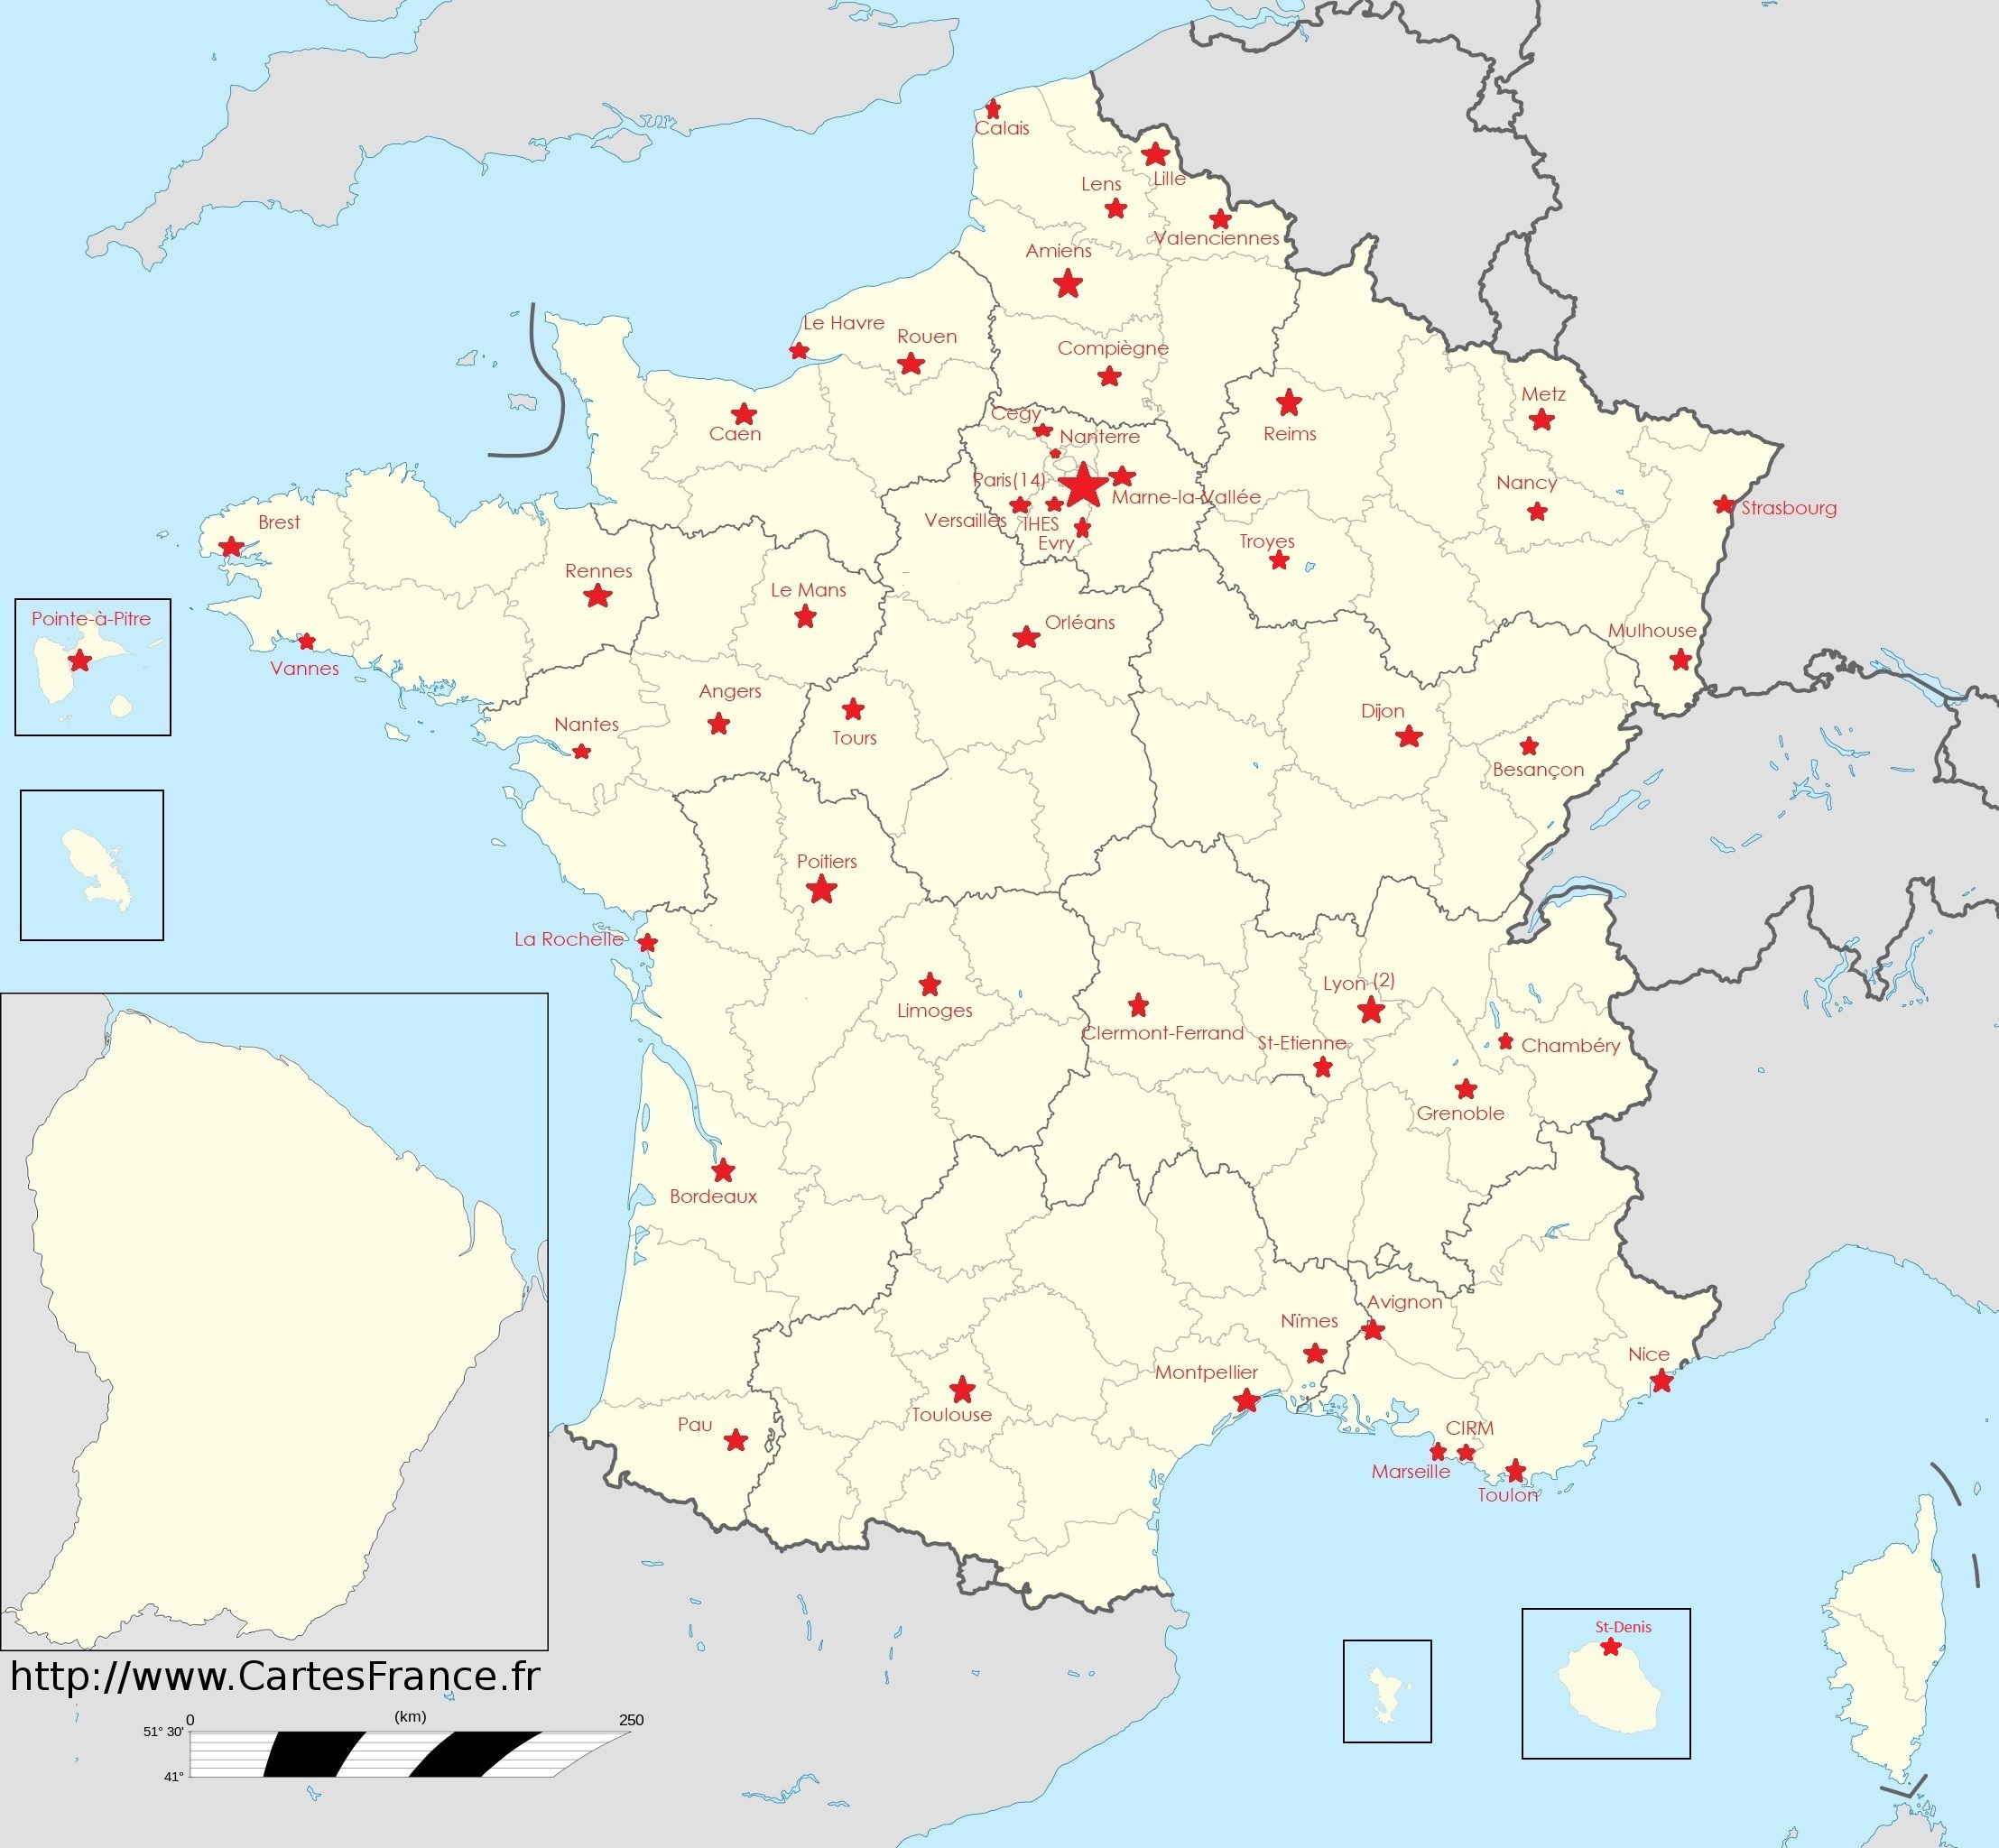 Calais
Lille
Lens
Valenciennes
Amiens
Le Havre
Rouen
Compiègne
Metz
Cegy
Caen
Nanterre
Reims
Paris(14)
Marne-la-Vallée
Nancy
Strasbourg
Brest
Versailles
IHES
Evry
Troyes
Rennes
Le Mans
Pointe-à-Pitre
Orléans
Mulhouse
Vannes
Angers
Dijon
Nantes
Tours
Besançon
Poitiers
La Rochelle
Lyon (2)
Limoges
Clermont-Ferrand
St-Etienne
Chambéry
Grenoble
Bordeaux
Avignon
Nïmes
Nice
Montpellier
Toulouse
Pau
CIRM
Marseille
Toulon
St-Denis
http://www.CartesFrance.fr
0 (km) 250
51° 30'
41°